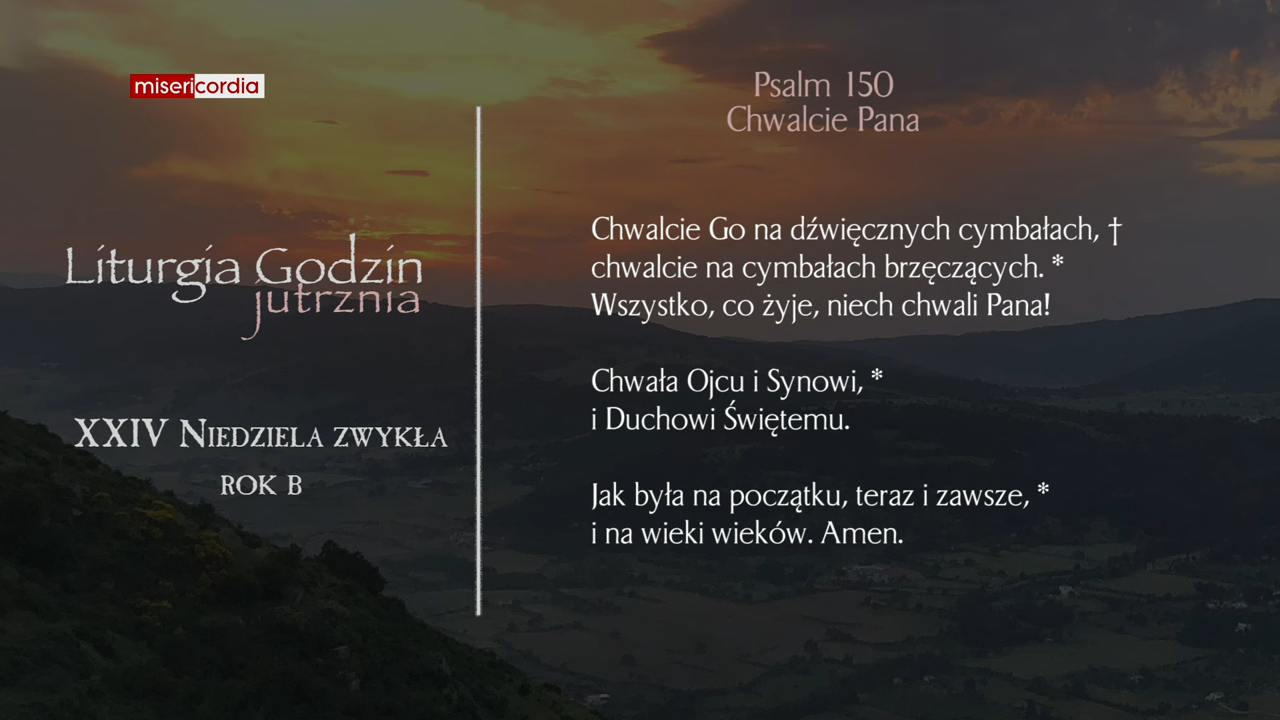 misericordia
Liturgia Godzin
jutrznia
XXIV Niedziela zwykła
rok B
Psalm 150
Chwalcie Pana
Chwalcie Go na dźwięcznych cymbałach, †
chwalcie na cymbałach brzęczących. *
Wszystko, co żyje, niech chwali Pana!
Chwała Ojcu i Synowi, *
i Duchowi Świętemu.
Jak była na początku, teraz i zawsze, *
i na wieki wieków. Amen.